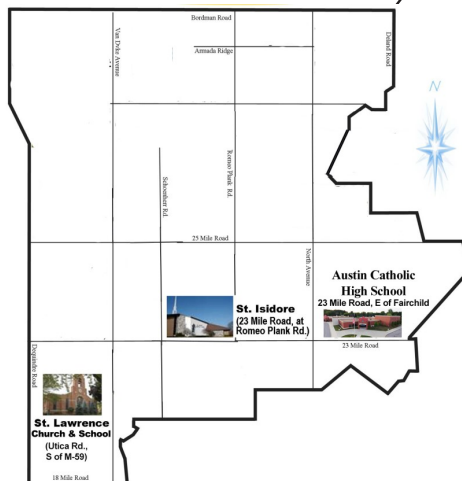 Bordman Road
Van Dyke Avenue
Armada Ridge
Deland Road
N
Schoenherr Rd.
Romeo Plank Rd.
25 Mile Road
North Avenue
Austin Catholic
High School
23 Mile Road, E of Fairchild
St. Isidore
(23 Mile Road, at
Romeo Plank Rd.)
23 Mile Road
Dequindre Road
St. Lawrence
Church & School
(Utica Rd.,
S of M-59)
18 Mile Road